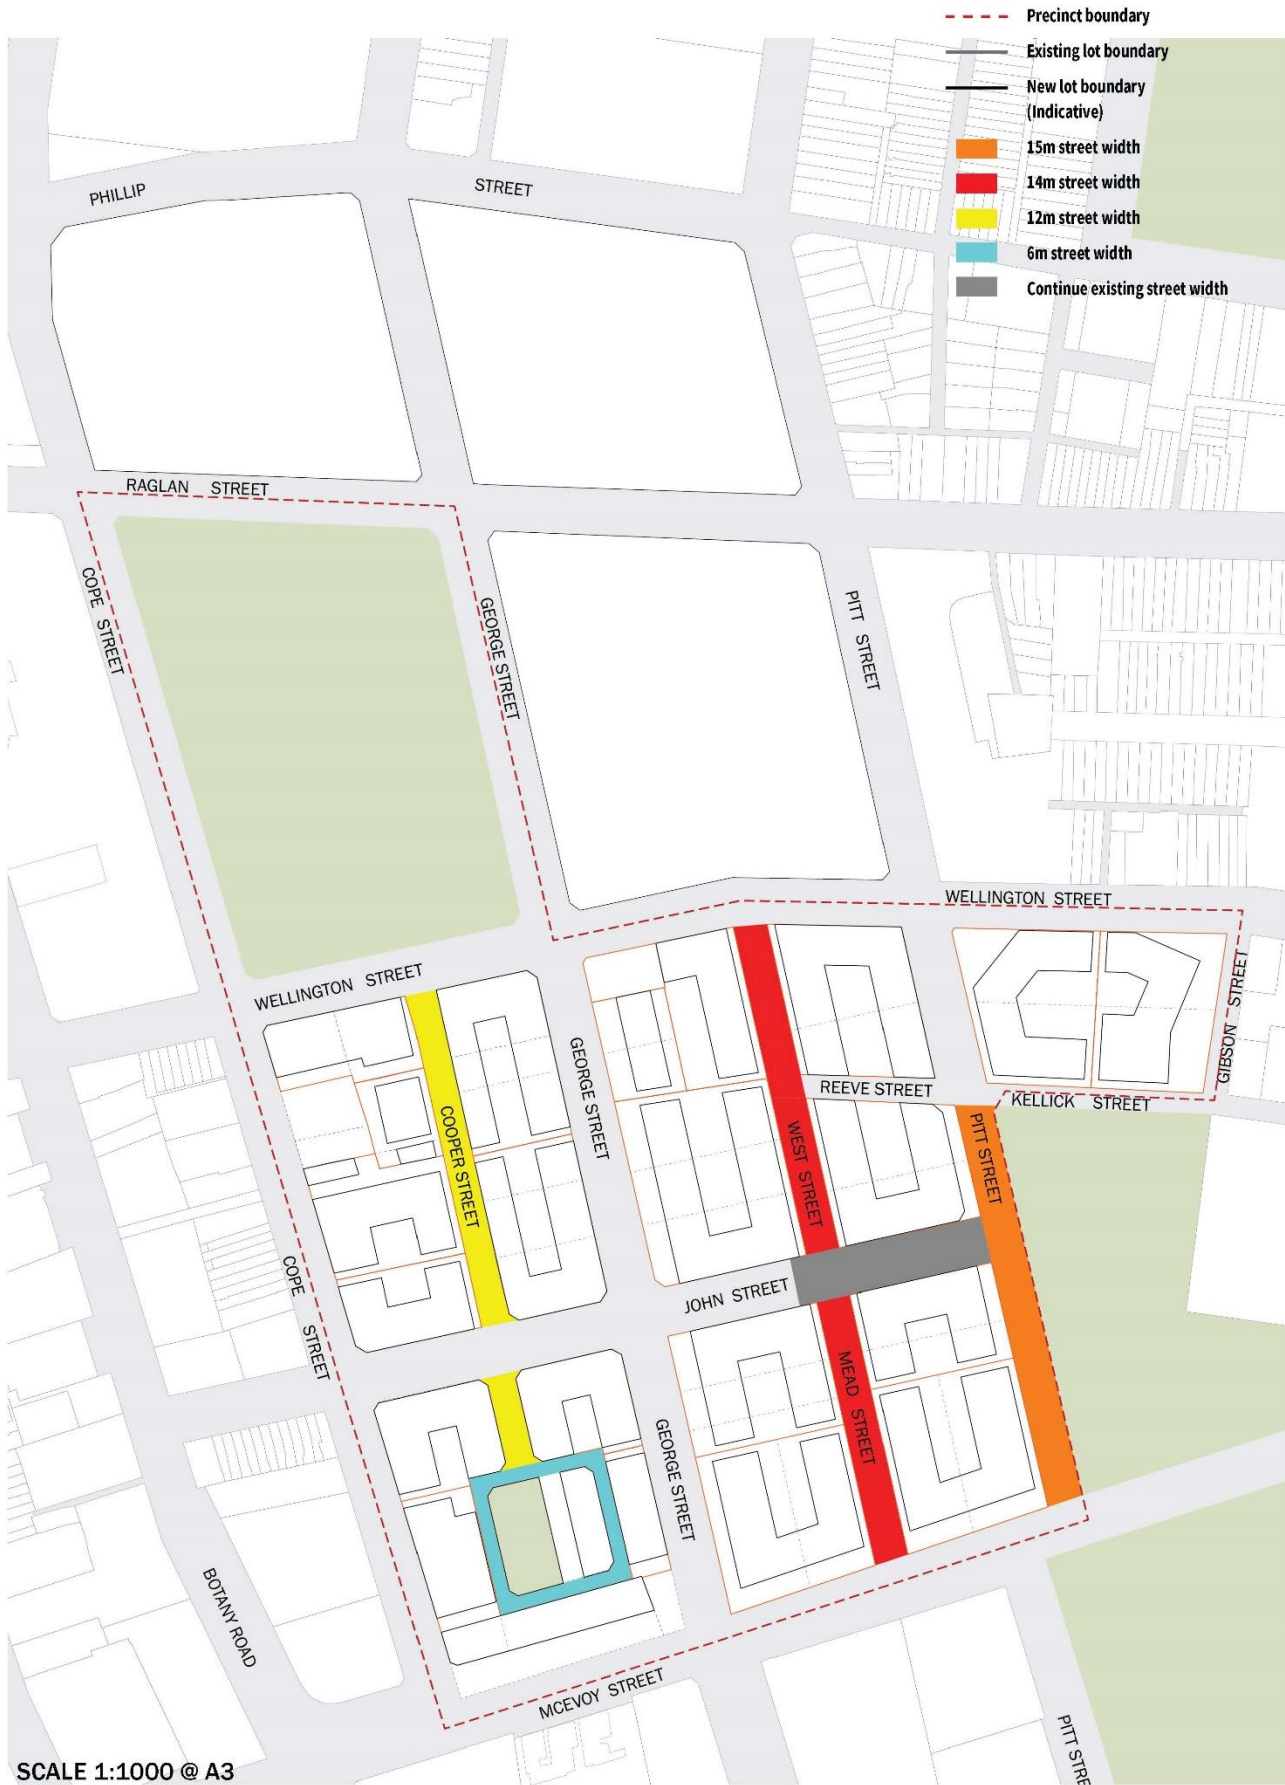 Precinct boundary
Existing lot boundary
New lot boundary
(Indicative)
15m street width
14m street width
12m street width
6m street width
Continue existing street width
PHILLIP STREET
RAGLAN STREET
COPE STREET
GEORGE STREET
PITT STREET
WELLINGTON STREET
WELLINGTON STREET
GIBSON STREET
GEORGE STREET
REEVE STREET
KELLICK STREET
COOPER STREET
WEST STREET
PITT STREET
COPE STREET
JOHN STREET
MEAD STREET
GEORGE STREET
BOTANY ROAD
MCEVOY STREET
PITT STRE
SCALE 1:1000 @ A3